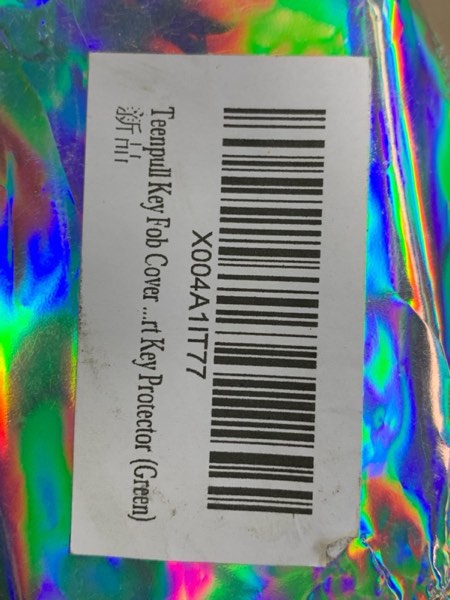 X004A1IT77
Teenpull Key Fob Cover ...rt Key Protector (Green)
新品